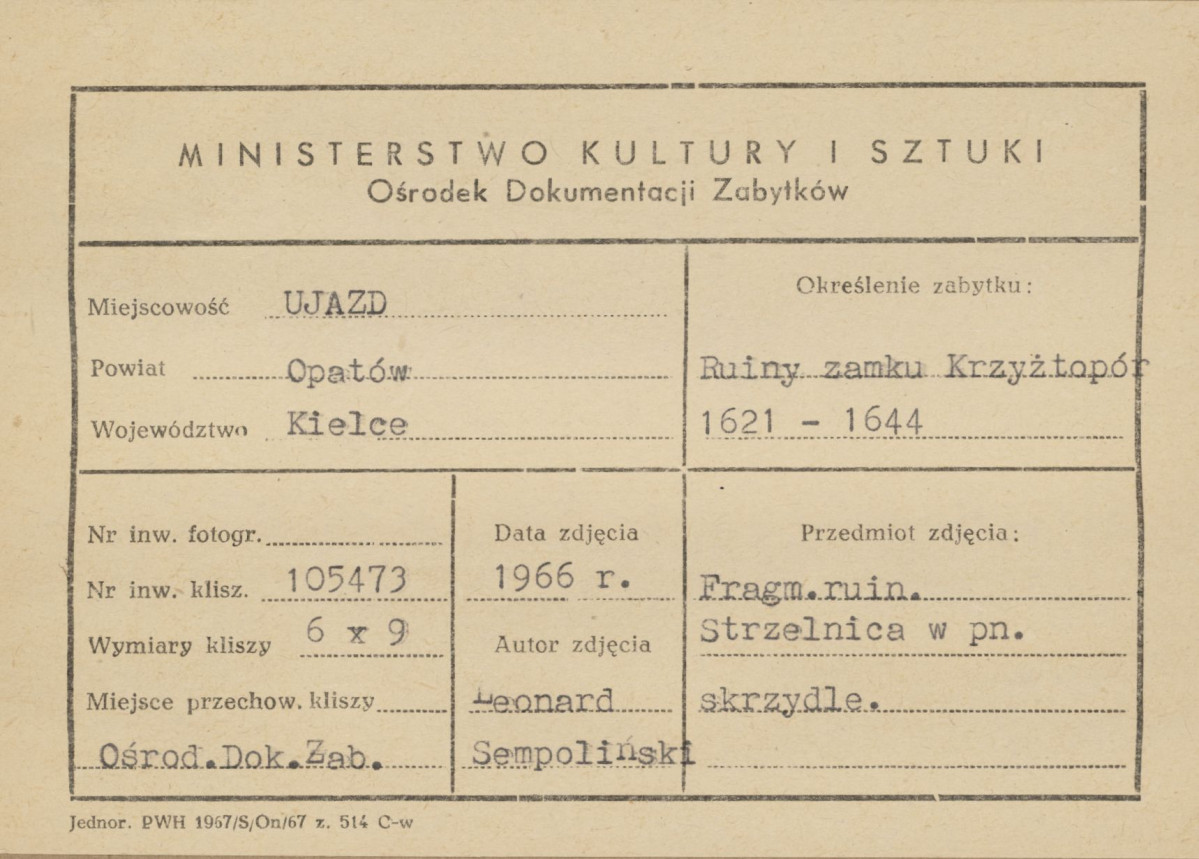 MINISTERSTWO KULTURY I SZTUKI
Ośrodek Dokumentacji Zabytków
Miejscowość UJAZD
Powiat Opatów
Województwo Kielce
Określenie zabytku:
Ruiny zamku Krzyżtopór
1621 - 1644
Nr inw. fotogr.
Nr inw. klisz. 105473
Wymiary kliszy 6 x 9
Miejsce przechow. kliszy
Ośrod.Dok.Zab.
Data zdjęcia
1966 r.
Autor zdjęcia
Leonard
Sempoliński
Przedmiot zdjęcia:
Fragm.ruin.
Strzelnica w pn.
skrzydle.
Jednor. PWH 1967/S/On/67 z. 514 C-w